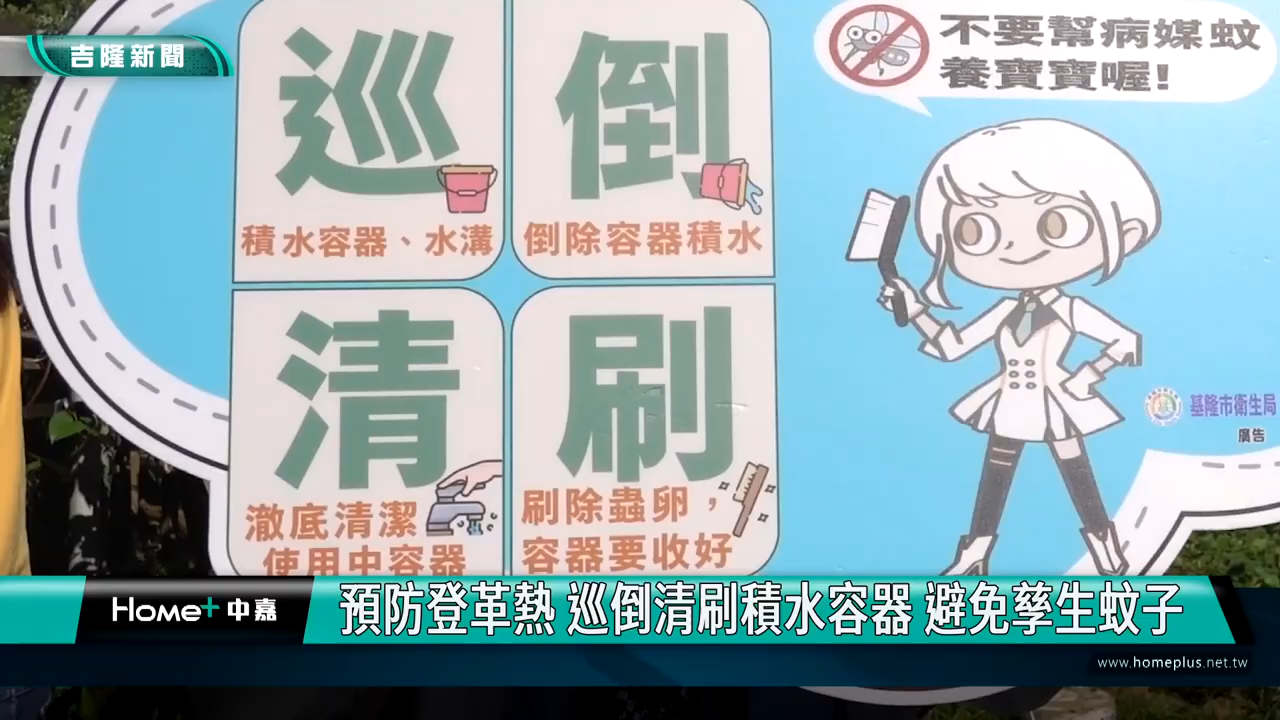 吉隆新聞
不要幫病媒蚊
養寶寶喔！
巡
積水容器、水溝
倒
倒除容器積水
清
澈底清潔
使用中容器
刷
刷除蟲卵，
容器要收好
基隆市衛生局
廣告
Home+中嘉
預防登革熱 巡倒清刷積水容器 避免孳生蚊子
www.homeplus.net.tw